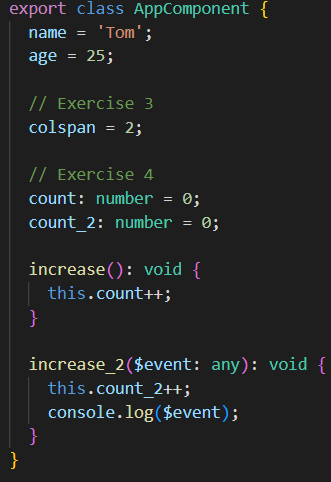 export class AppComponent {
  name = 'Tom';
  age = 25;

  // Exercise 3
  colspan = 2;

  // Exercise 4
  count: number = 0;
  count_2: number = 0;

  increase(): void {
    this.count++;
  }

  increase_2($event: any): void {
    this.count_2++;
    console.log($event);
  }
}